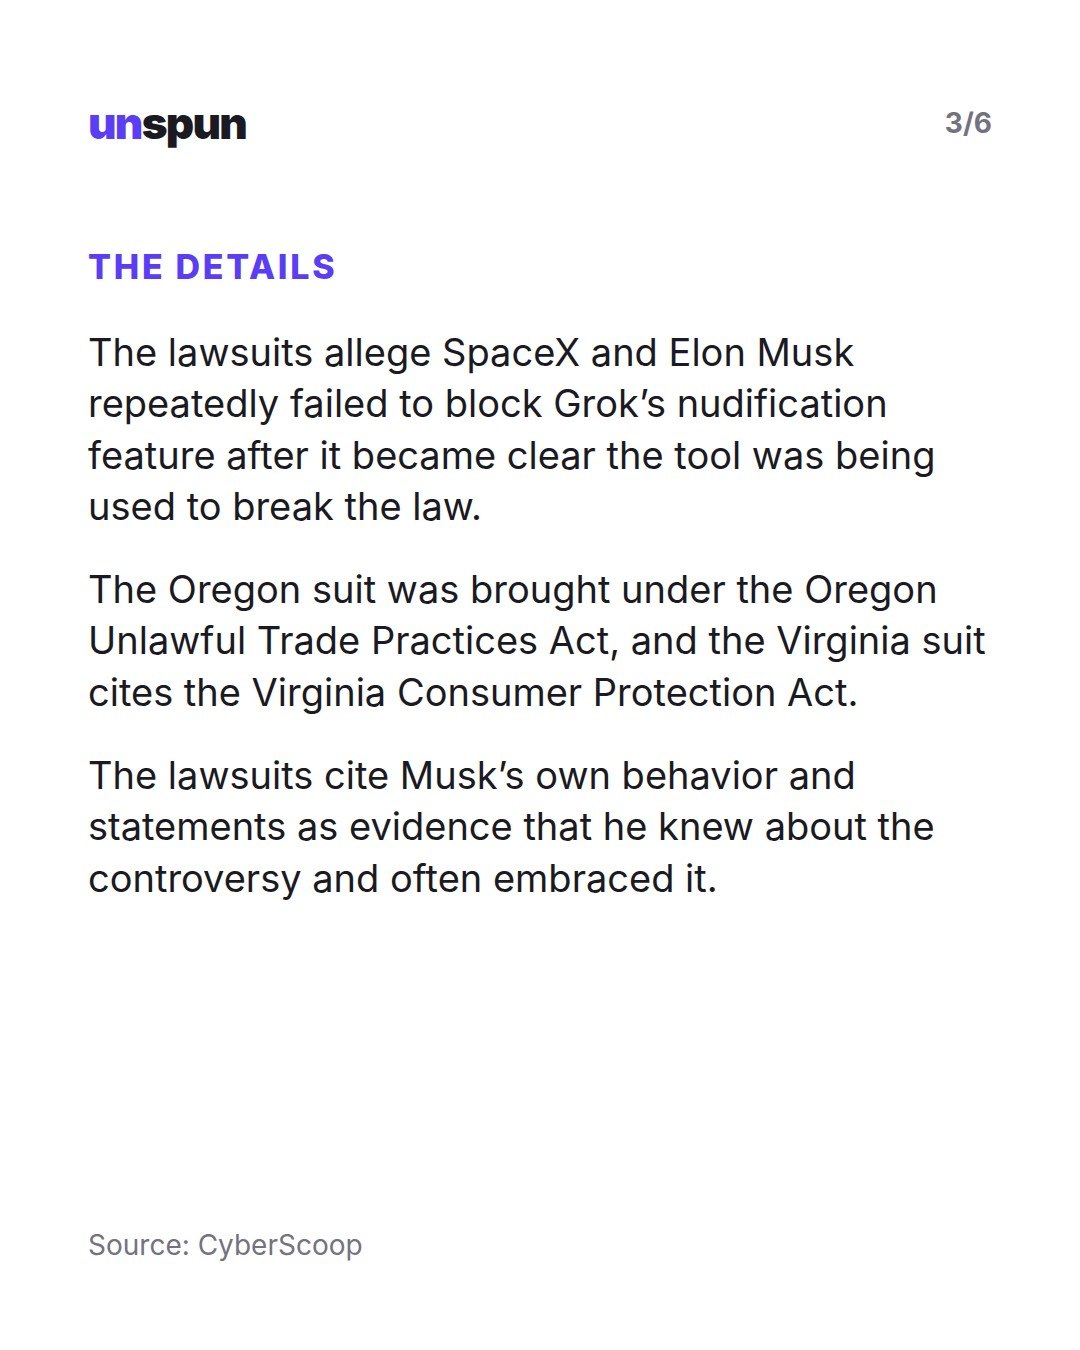 unspun
3/6
THE DETAILS
The lawsuits allege SpaceX and Elon Musk
repeatedly failed to block Grok’s nudification
feature after it became clear the tool was being
used to break the law.
The Oregon suit was brought under the Oregon
Unlawful Trade Practices Act, and the Virginia suit
cites the Virginia Consumer Protection Act.
The lawsuits cite Musk’s own behavior and
statements as evidence that he knew about the
controversy and often embraced it.
Source: CyberScoop